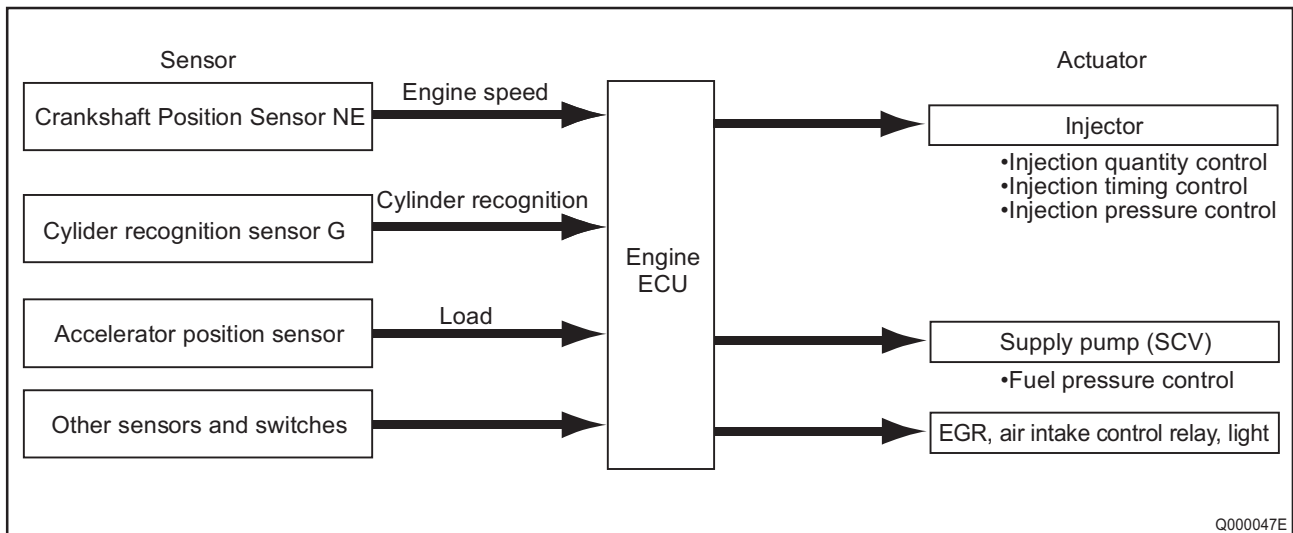 Sensor
Actuator
Crankshaft Position Sensor NE
Engine speed
Cylider recognition sensor G
Cylinder recognition
Accelerator position sensor
Load
Other sensors and switches
Engine
ECU
Injector
•Injection quantity control
•Injection timing control
•Injection pressure control
Supply pump (SCV)
•Fuel pressure control
EGR, air intake control relay, light
Q000047E